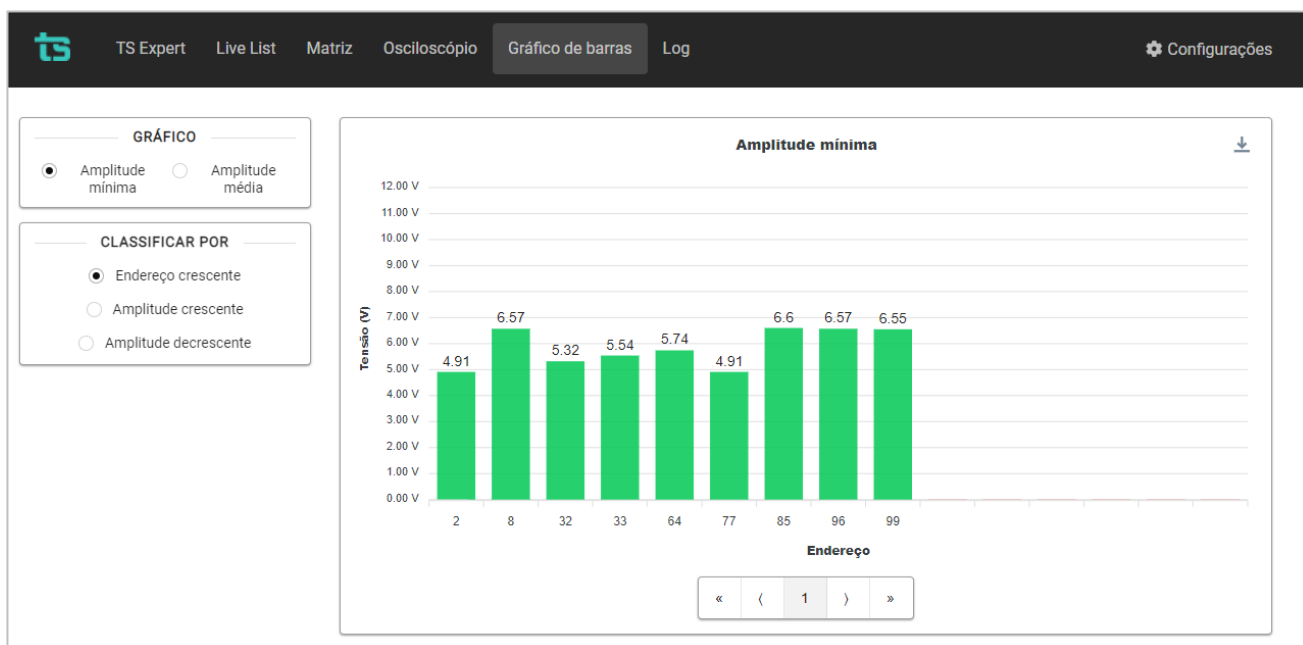 ts TS Expert Live List Matriz Osciloscópio Gráfico de barras Log Configurações
GRÁFICO
Amplitude mínima
Amplitude média
CLASSIFICAR POR
Endereço crescente
Amplitude crescente
Amplitude decrescente
Amplitude mínima
12.00 V
11.00 V
10.00 V
9.00 V
8.00 V
7.00 V
6.00 V
5.00 V
4.00 V
3.00 V
2.00 V
1.00 V
0.00 V
Tensão (V)
4.91 6.57 5.32 5.54 5.74 4.91 6.6 6.57 6.55
2 8 32 33 64 77 85 96 99
Endereço
« ⟨ 1 ⟩ »